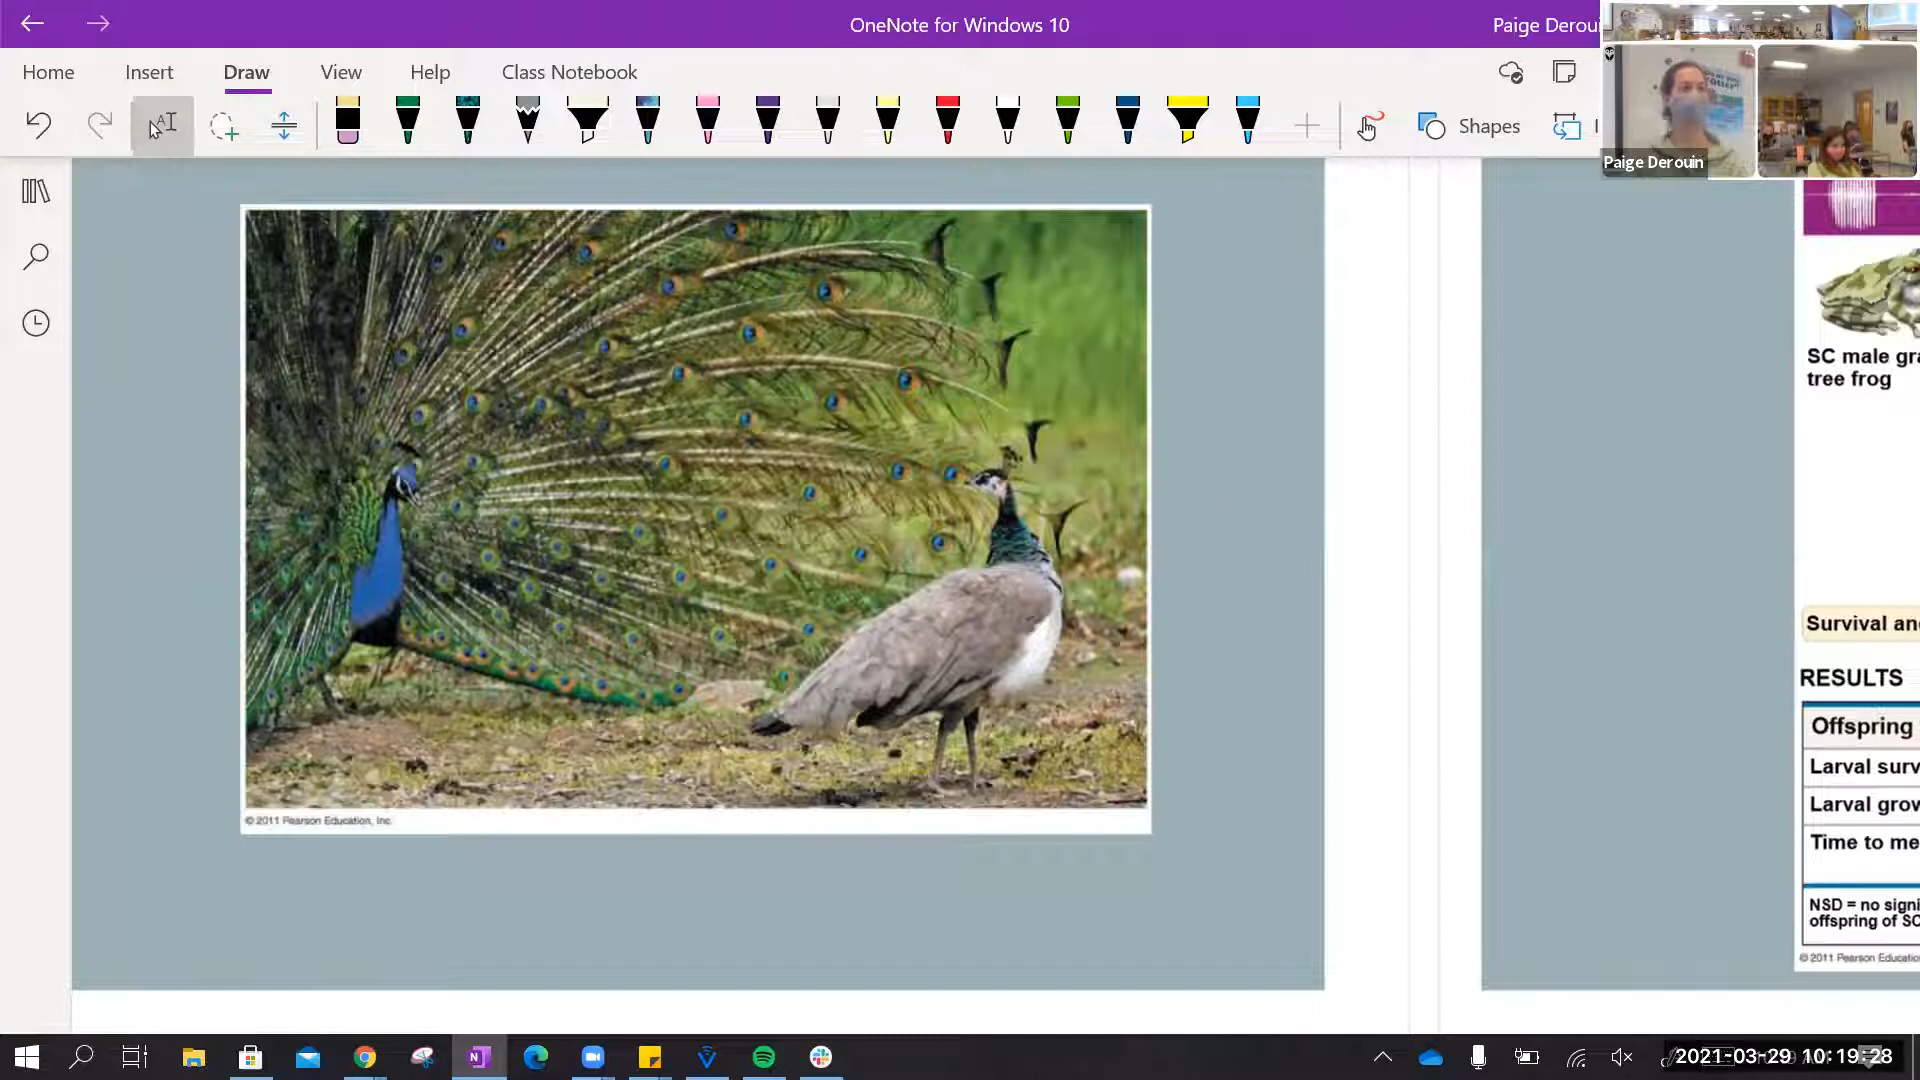 OneNote for Windows 10
Paige Deroui
Home Insert Draw View Help Class Notebook
Shapes
Paige Derouin
SC male gra
tree frog
Survival an
RESULTS
Offspring
Larval surv
Larval grow
Time to me
NSD = no signi
offspring of SC
© 2011 Pearson Educatio
© 2011 Pearson Education, Inc.
2021-03-29 10:19:28